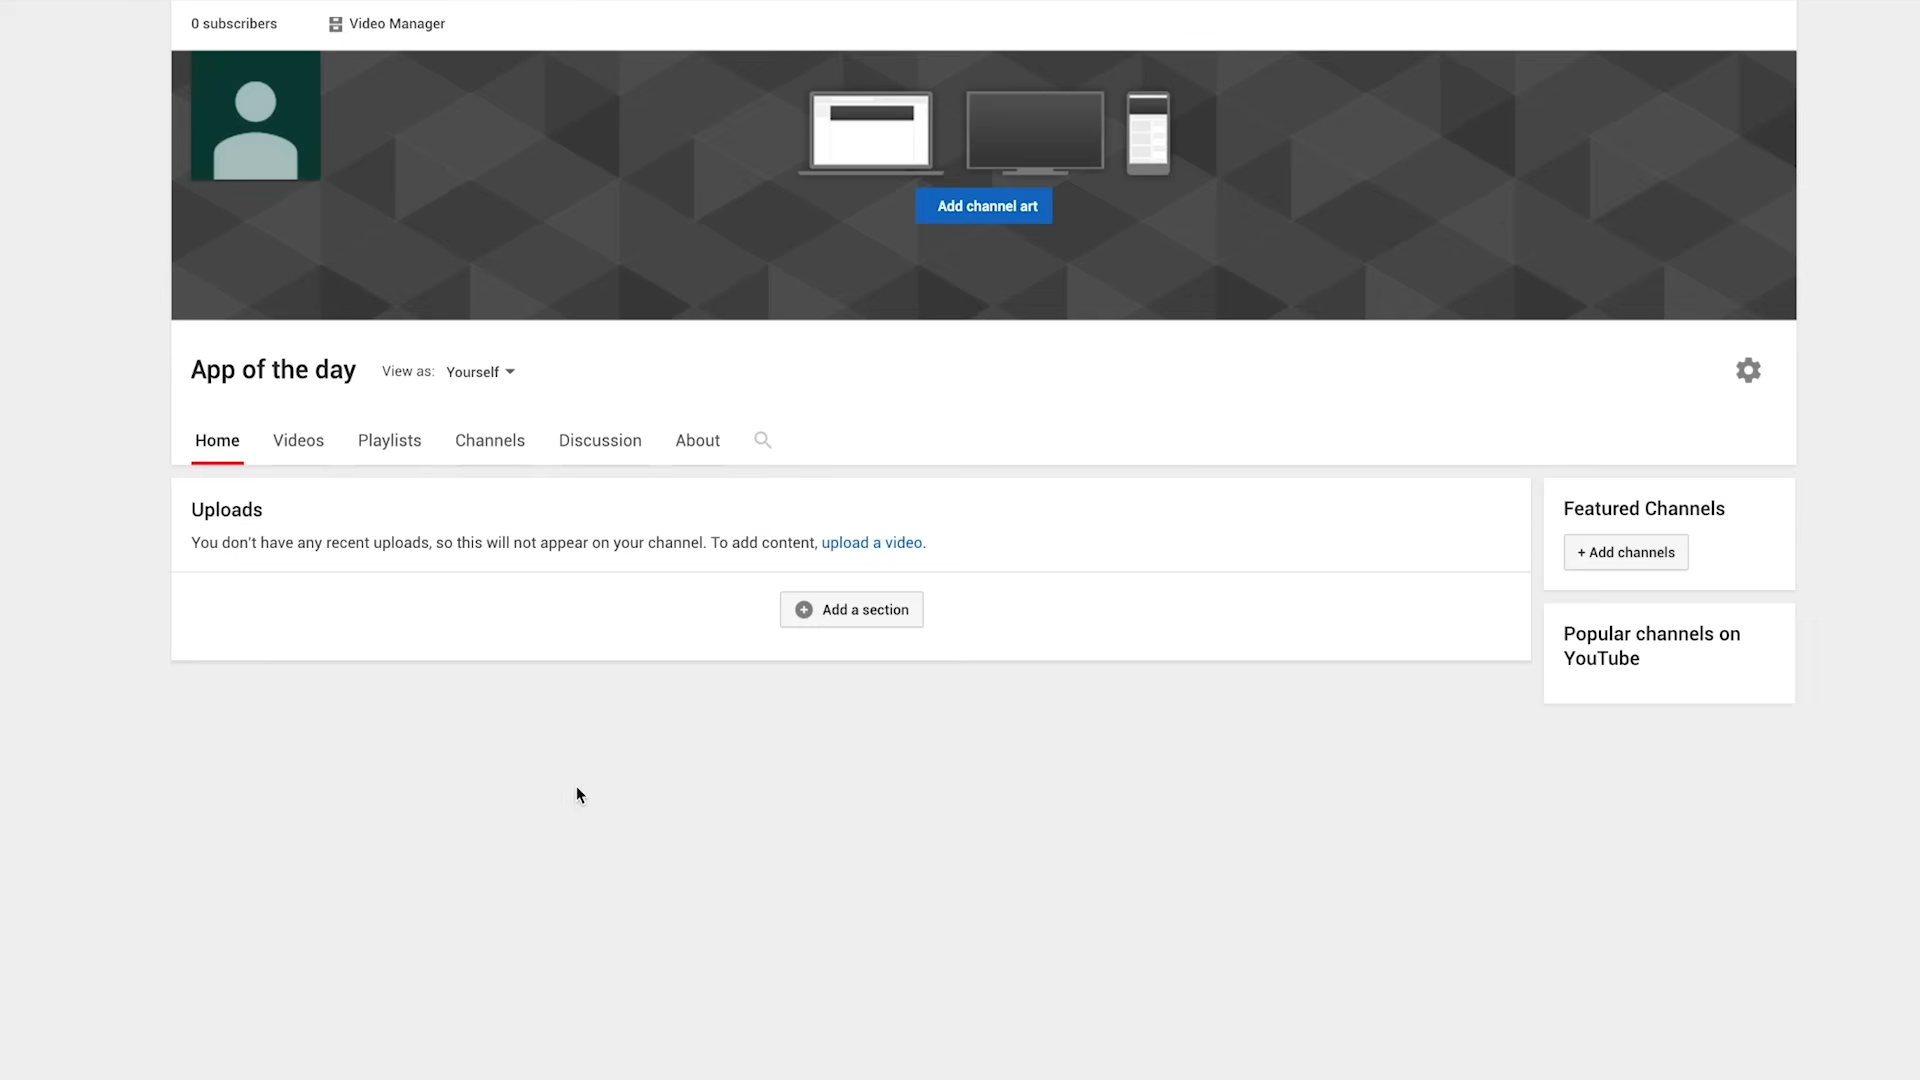 0 subscribers
Video Manager
Add channel art
App of the day
View as: Yourself
Home
Videos
Playlists
Channels
Discussion
About
Uploads
You don't have any recent uploads, so this will not appear on your channel. To add content, upload a video.
Add a section
Featured Channels
+ Add channels
Popular channels on
YouTube